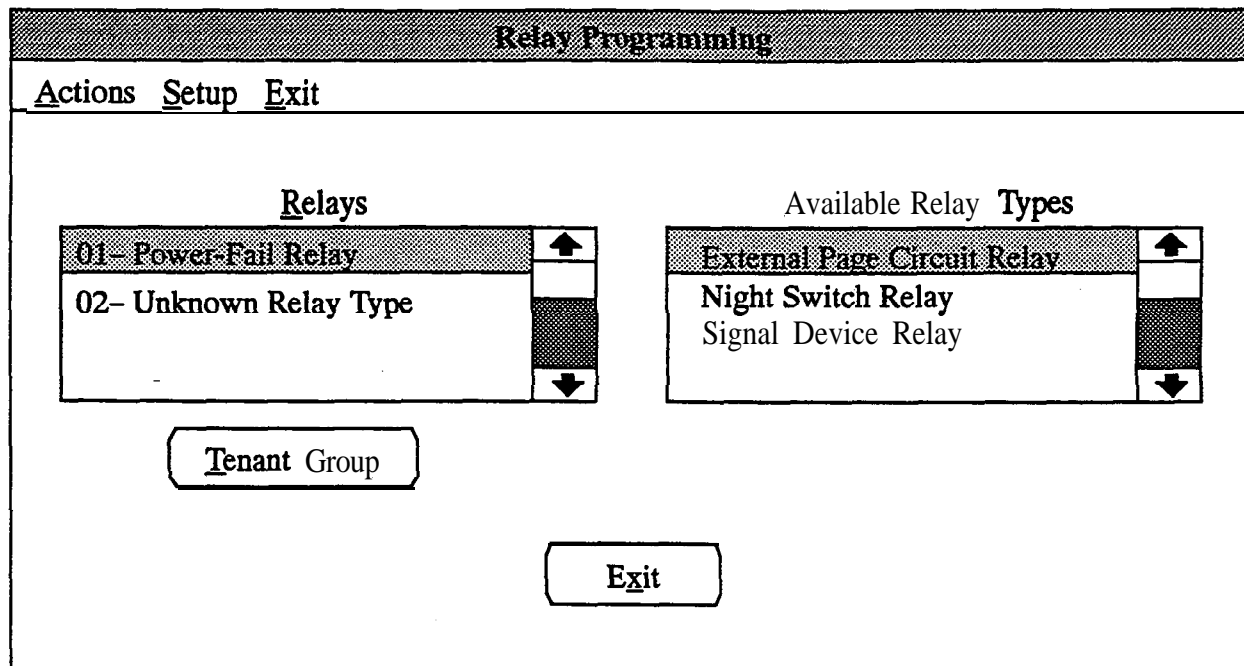 Relay Programming
Actions Setup Exit
Relays
01– Power-Fail Relay
02– Unknown Relay Type
Tenant Group
Available Relay Types
External Page Circuit Relay
Night Switch Relay
Signal Device Relay
Exit